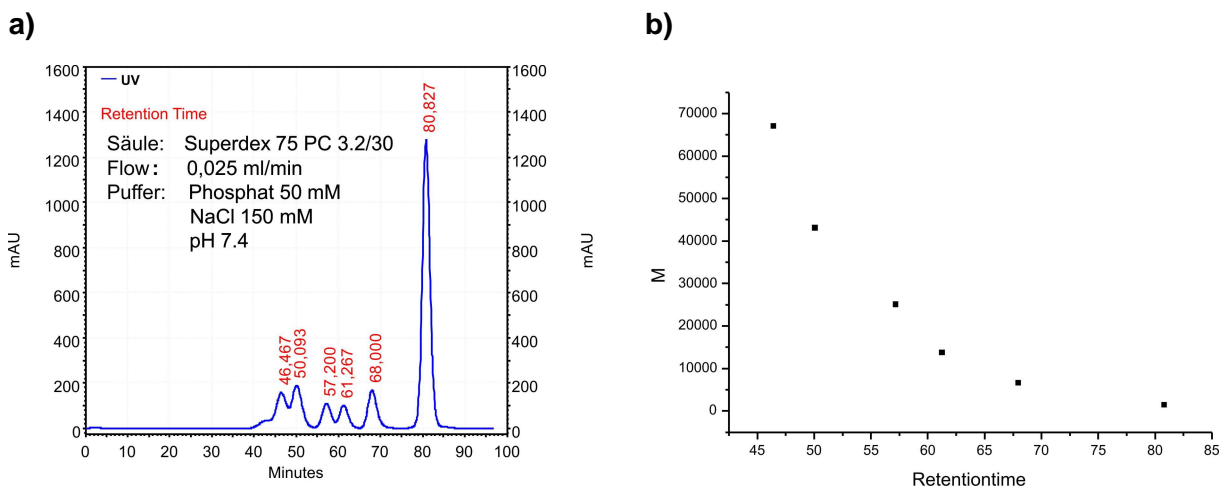 a)
UV
Retention Time
Säule: Superdex 75 PC 3.2/30
Flow: 0,025 ml/min
Puffer: Phosphat 50 mM
NaCl 150 mM
pH 7.4
46,467
50,093
57,200
61,267
68,000
80,827
1600
1400
1200
1000
800
600
400
200
0
mAU
1600
1400
1200
1000
800
600
400
200
0
mAU
0 10 20 30 40 50 60 70 80 90 100
Minutes
b)
70000
60000
50000
40000
30000
20000
10000
0
M
45 50 55 60 65 70 75 80 85
Retentiontime